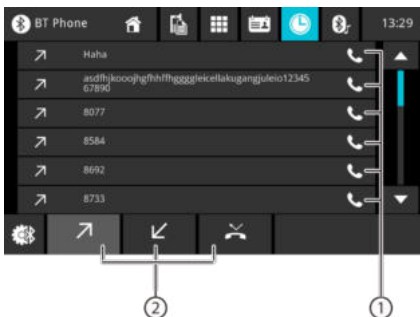 BT Phone 13:29
Haha
asdfhjkooojhgfhhffhggggleicellakugangjuleio12345
67890
8077
8584
8692
8733
② ①